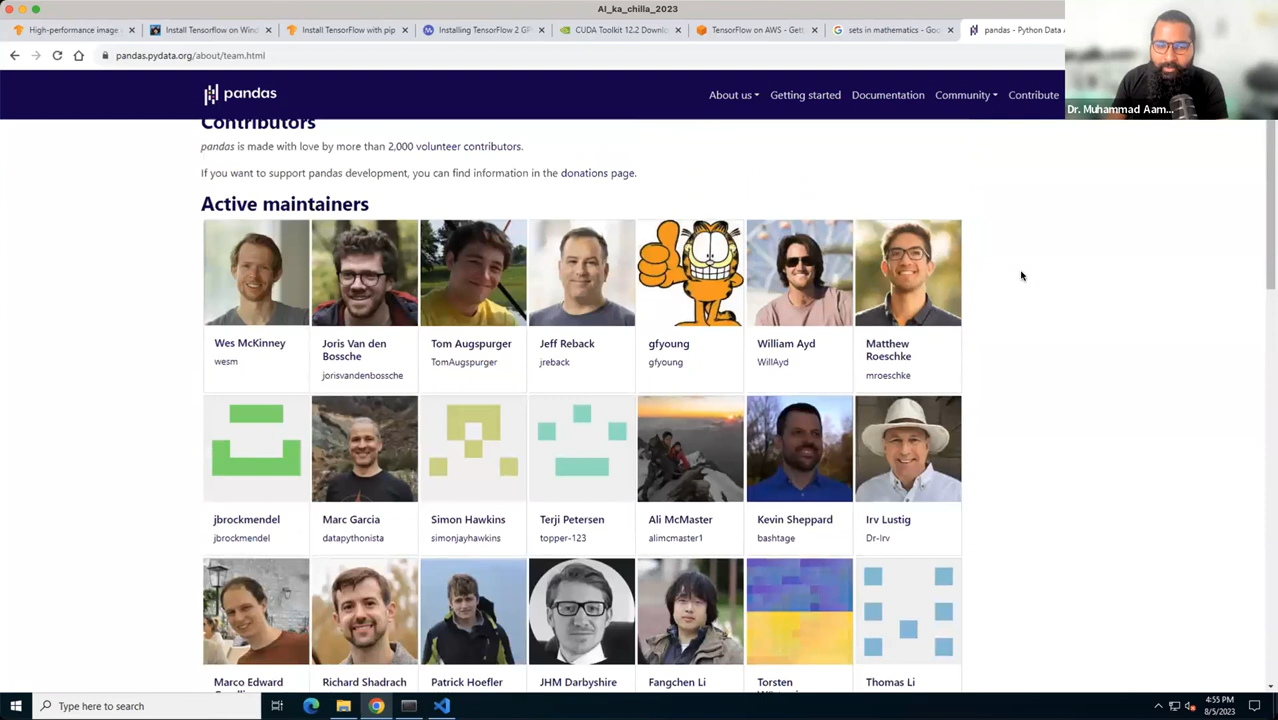 AI_ka_chilla_2023
High-performance image
Install Tensorflow on Wind
Install TensorFlow with pip
Installing TensorFlow 2 GP
CUDA Toolkit 12.2 Downlo
TensorFlow on AWS - Gett
sets in mathematics - Goo
pandas - Python Data A
pandas.pydata.org/about/team.html
Dr. Muhammad Aam...
pandas
About us
Getting started
Documentation
Community
Contribute
Contributors
pandas is made with love by more than 2,000 volunteer contributors.
If you want to support pandas development, you can find information in the donations page.
Active maintainers
Wes McKinney
wesm
Joris Van den
Bossche
jorisvandenbossche
Tom Augspurger
TomAugspurger
Jeff Reback
jreback
gfyoung
gfyoung
William Ayd
WillAyd
Matthew
Roeschke
mroeschke
jbrockmendel
jbrockmendel
Marc Garcia
datapythonista
Simon Hawkins
simonjayhawkins
Terji Petersen
topper-123
Ali McMaster
alimcmaster1
Kevin Sheppard
bashtage
Irv Lustig
Dr-Irv
Marco Edward
Richard Shadrach
Patrick Hoefler
JHM Darbyshire
Fangchen Li
Torsten
Thomas Li
Type here to search
4:55 PM
8/5/2023